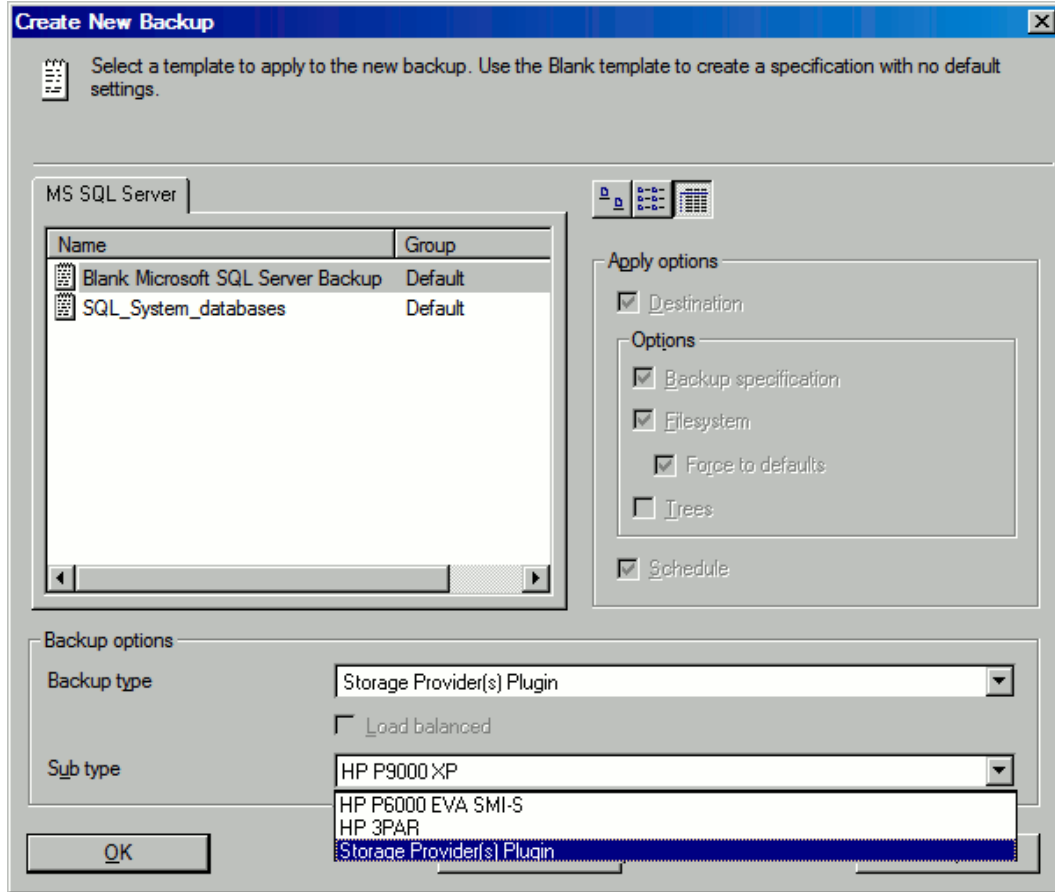 Create New Backup
Select a template to apply to the new backup. Use the Blank template to create a specification with no default
settings.
MS SQL Server
Name Group
Blank Microsoft SQL Server Backup Default
SQL_System_databases Default
Apply options
Destination
Options
Backup specification
Filesystem
Force to defaults
Trees
Schedule
Backup options
Backup type Storage Provider(s) Plugin
Load balanced
Sub type HP P9000 XP
HP P6000 EVA SMI-S
HP 3PAR
Storage Provider(s) Plugin
OK